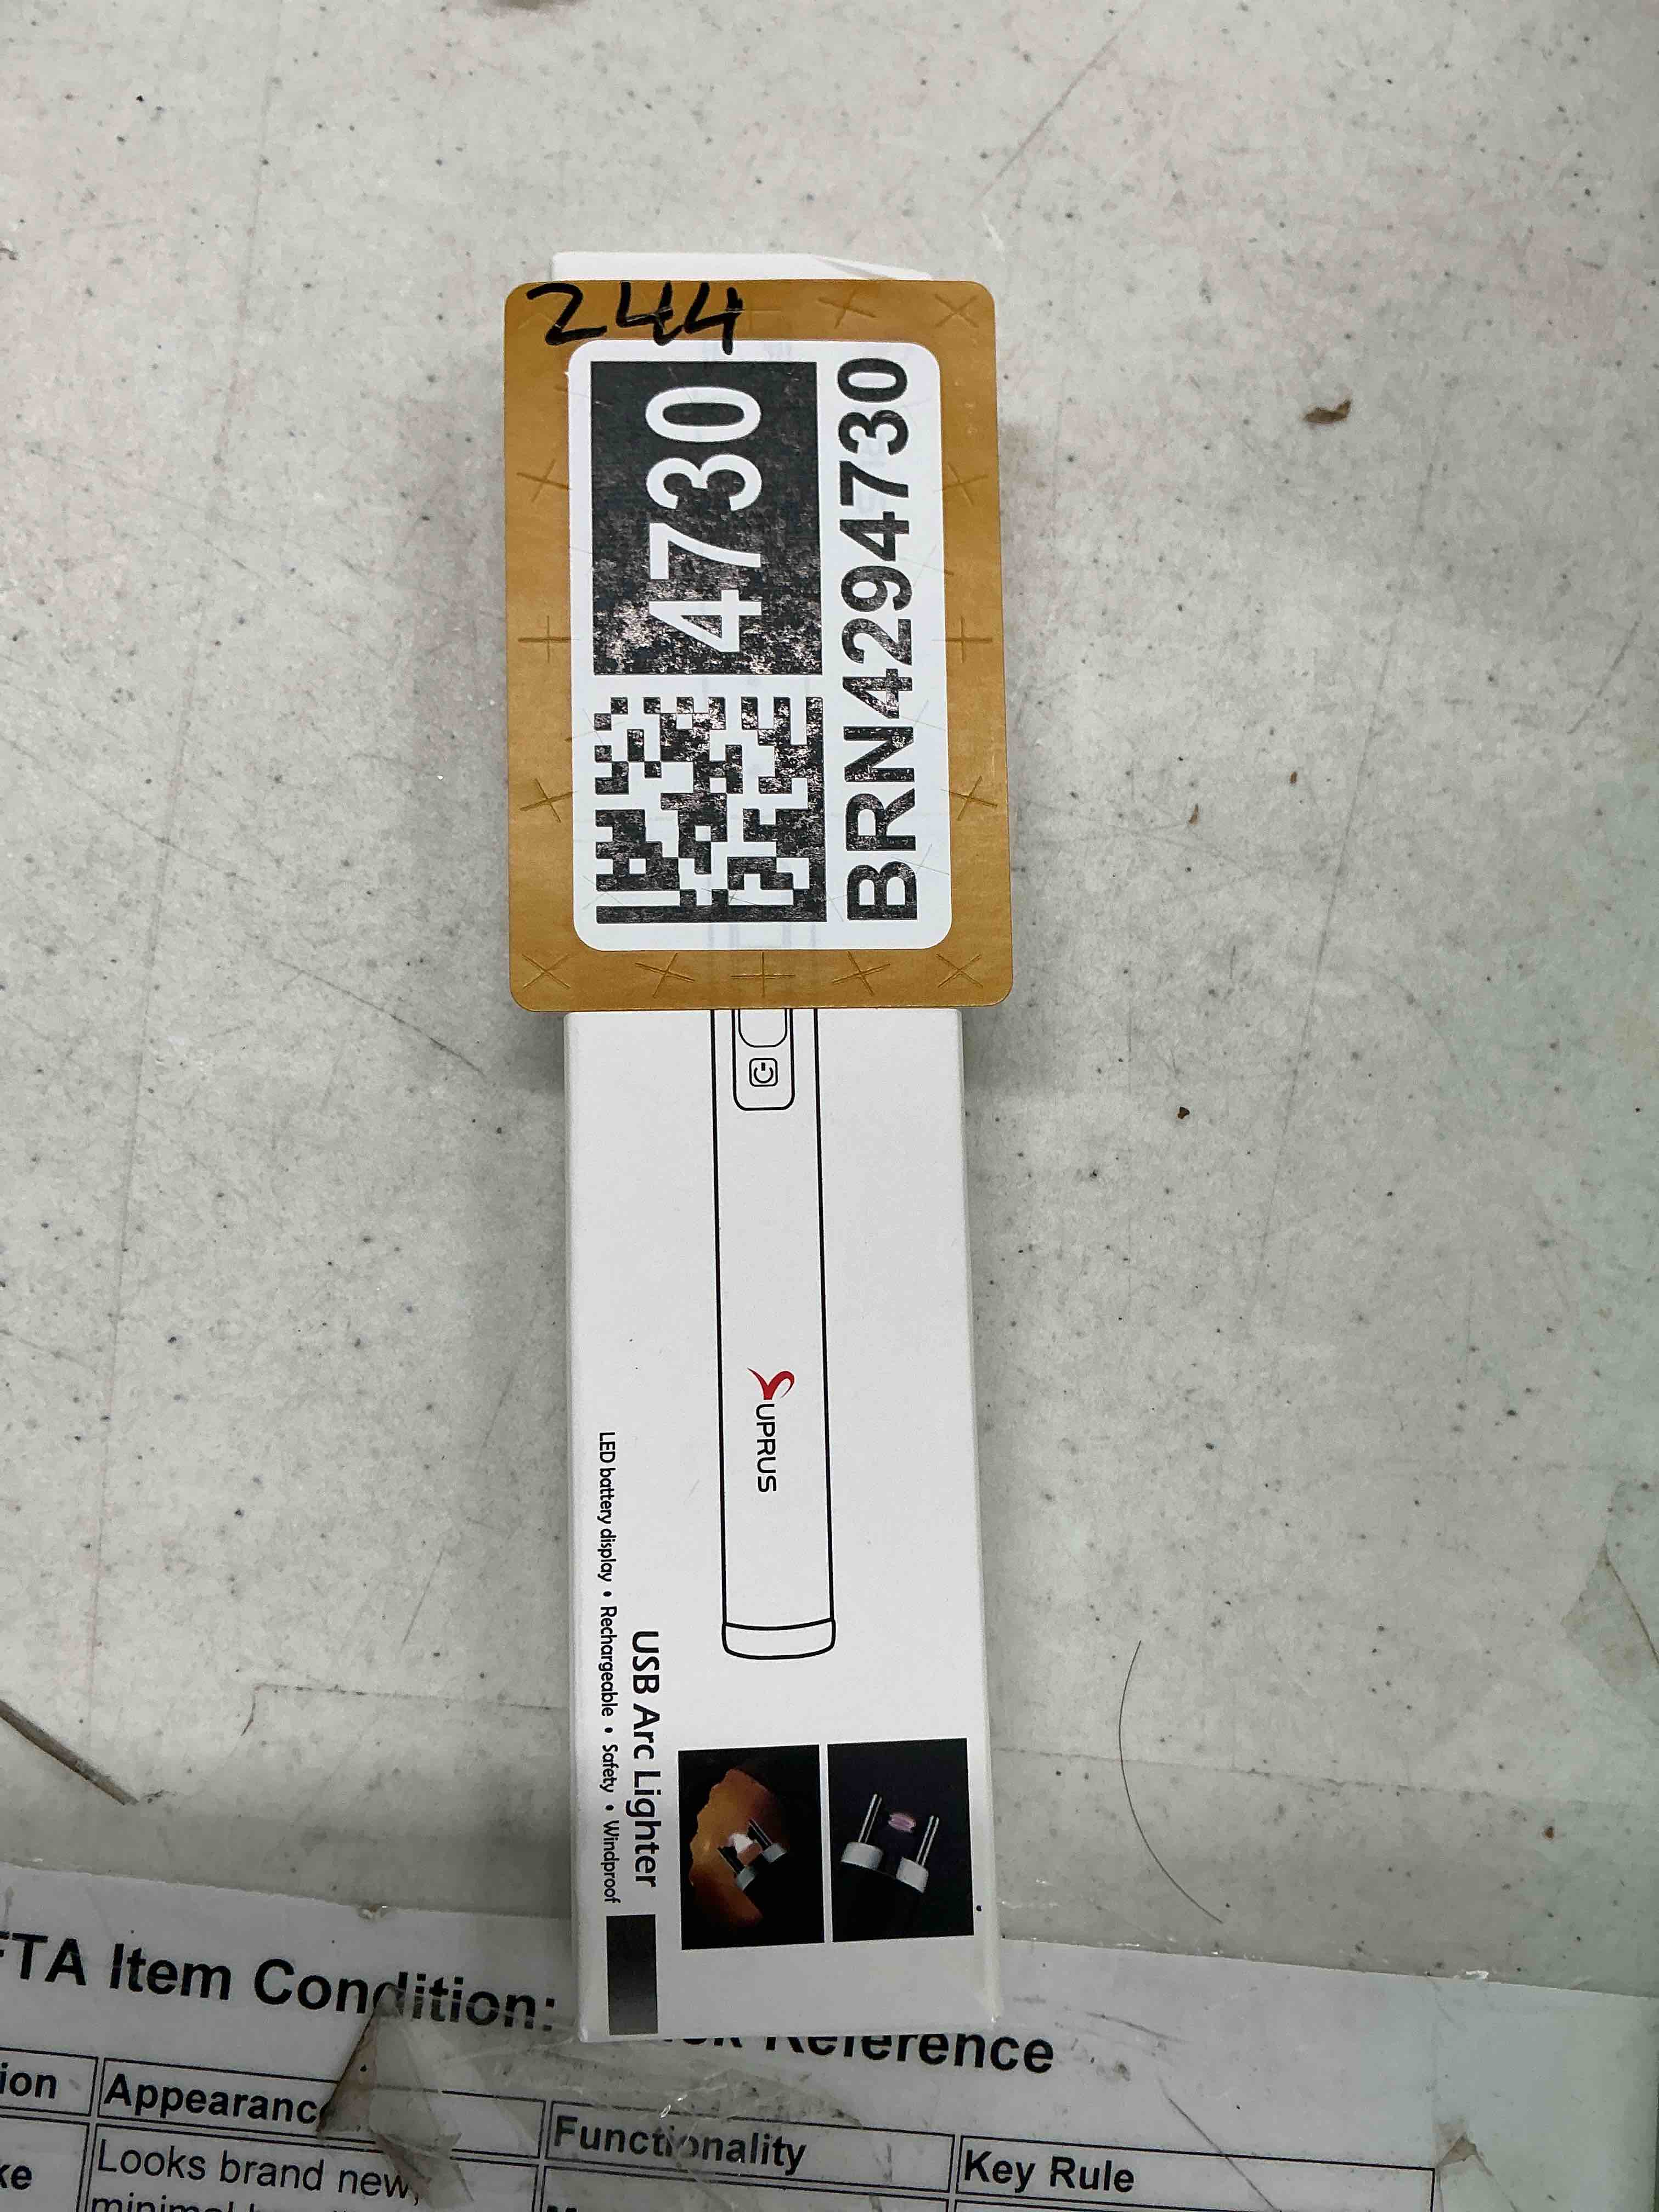 244
4730
BRN4294730
SUPRUS
USB Arc Lighter
LED battery display • Rechargeable • Safety • Windproof
FTA Item Condition: Reference
Appearance
Functionality
Key Rule
Looks brand new,